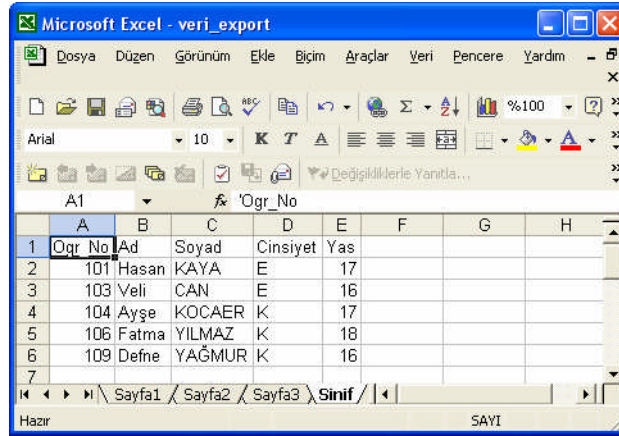 Microsoft Excel - veri_export
Dosya Düzen Görünüm Ekle Biçim Araçlar Veri Pencere Yardım
ABC Σ %100
Arial 10 K T A A
Değişikliklerle Yanıtla...
A1 fx 'Ogr_No
A B C D E F G H
1 Ogr_No Ad Soyad Cinsiyet Yas
2 101 Hasan KAYA E 17
3 103 Veli CAN E 16
4 104 Ayşe KOCAER K 17
5 106 Fatma YILMAZ K 18
6 109 Defne YAĞMUR K 16
7
Sayfa1 Sayfa2 Sayfa3 Sinif
Hazır SAYI